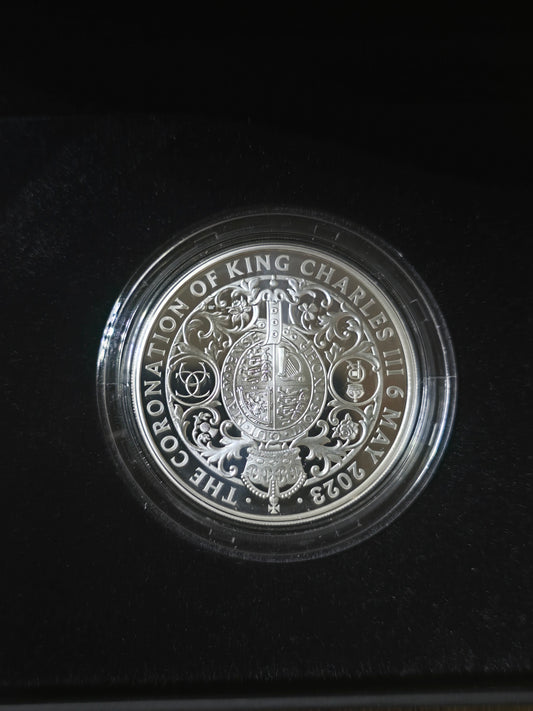 · THE CORONATION OF KING CHARLES III 6 MAY 2023 ·